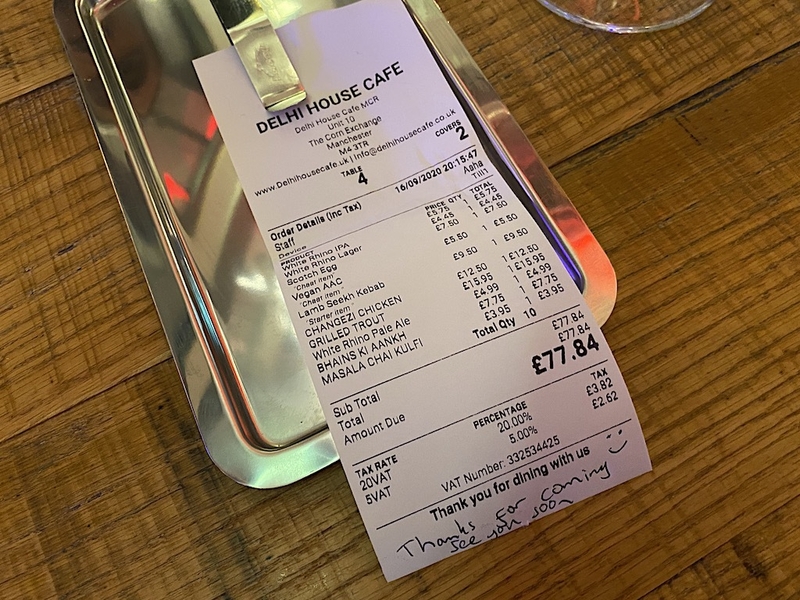 DELHI HOUSE CAFE
Delhi House Cafe MCR
Unit 10
The Corn Exchange
Manchester
M4 3TR
www.Delhihousecafe.uk | Info@delhihousecafe.co.uk
TABLE COVERS
4 2
Order Details (Inc Tax) 16/09/2020 20:15:47
Staff Asha
Device Till1
PRODUCT PRICE QTY TOTAL
White Rhino IPA £5.75 1 £5.75
White Rhino Lager £4.45 1 £4.45
Scotch Egg £7.50 1 £7.50
"Chaat item"
Vegan AAC £5.50 1 £5.50
"Chaat item"
Lamb Seekh Kebab £9.50 1 £9.50
"Starter item"
CHANGEZI CHICKEN £12.50 1 £12.50
GRILLED TROUT £15.95 1 £15.95
White Rhino Pale Ale £4.99 1 £4.99
BHAINS KI AANKH £7.75 1 £7.75
MASALA CHAI KULFI £3.95 1 £3.95
Total Qty 10
Sub Total £77.84
Total £77.84
Amount Due £77.84
TAX RATE PERCENTAGE TAX
20VAT 20.00% £3.82
5VAT 5.00% £2.62
VAT Number: 332534425
Thank you for dining with us
Thanks for coming
see you soon